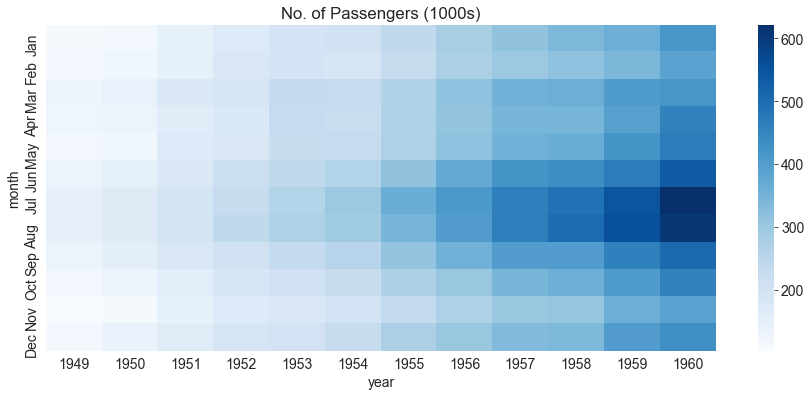 No. of Passengers (1000s)
month
Jan
Feb
Mar
Apr
May
Jun
Jul
Aug
Sep
Oct
Nov
Dec
1949 1950 1951 1952 1953 1954 1955 1956 1957 1958 1959 1960
year
600
500
400
300
200